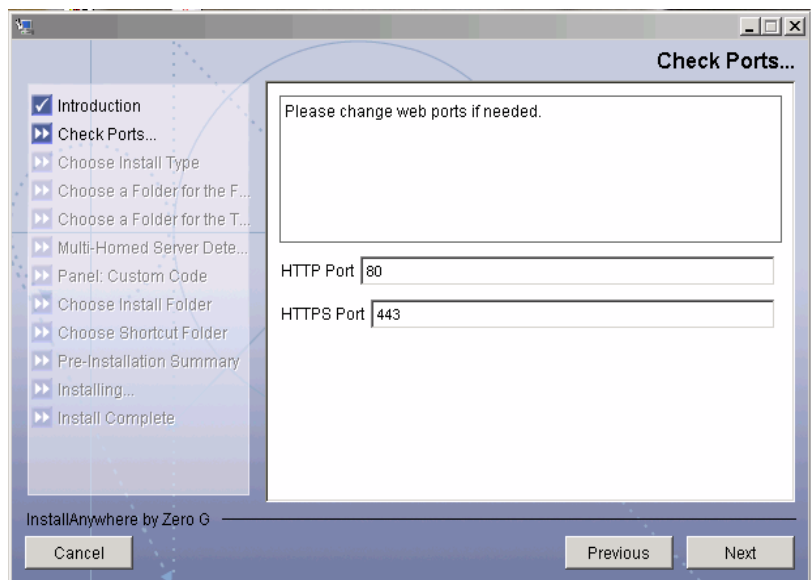 Check Ports...
Introduction
Check Ports...
Choose Install Type
Choose a Folder for the F...
Choose a Folder for the T...
Multi-Homed Server Dete...
Panel: Custom Code
Choose Install Folder
Choose Shortcut Folder
Pre-Installation Summary
Installing...
Install Complete
Please change web ports if needed.
HTTP Port 80
HTTPS Port 443
InstallAnywhere by Zero G
Cancel
Previous
Next